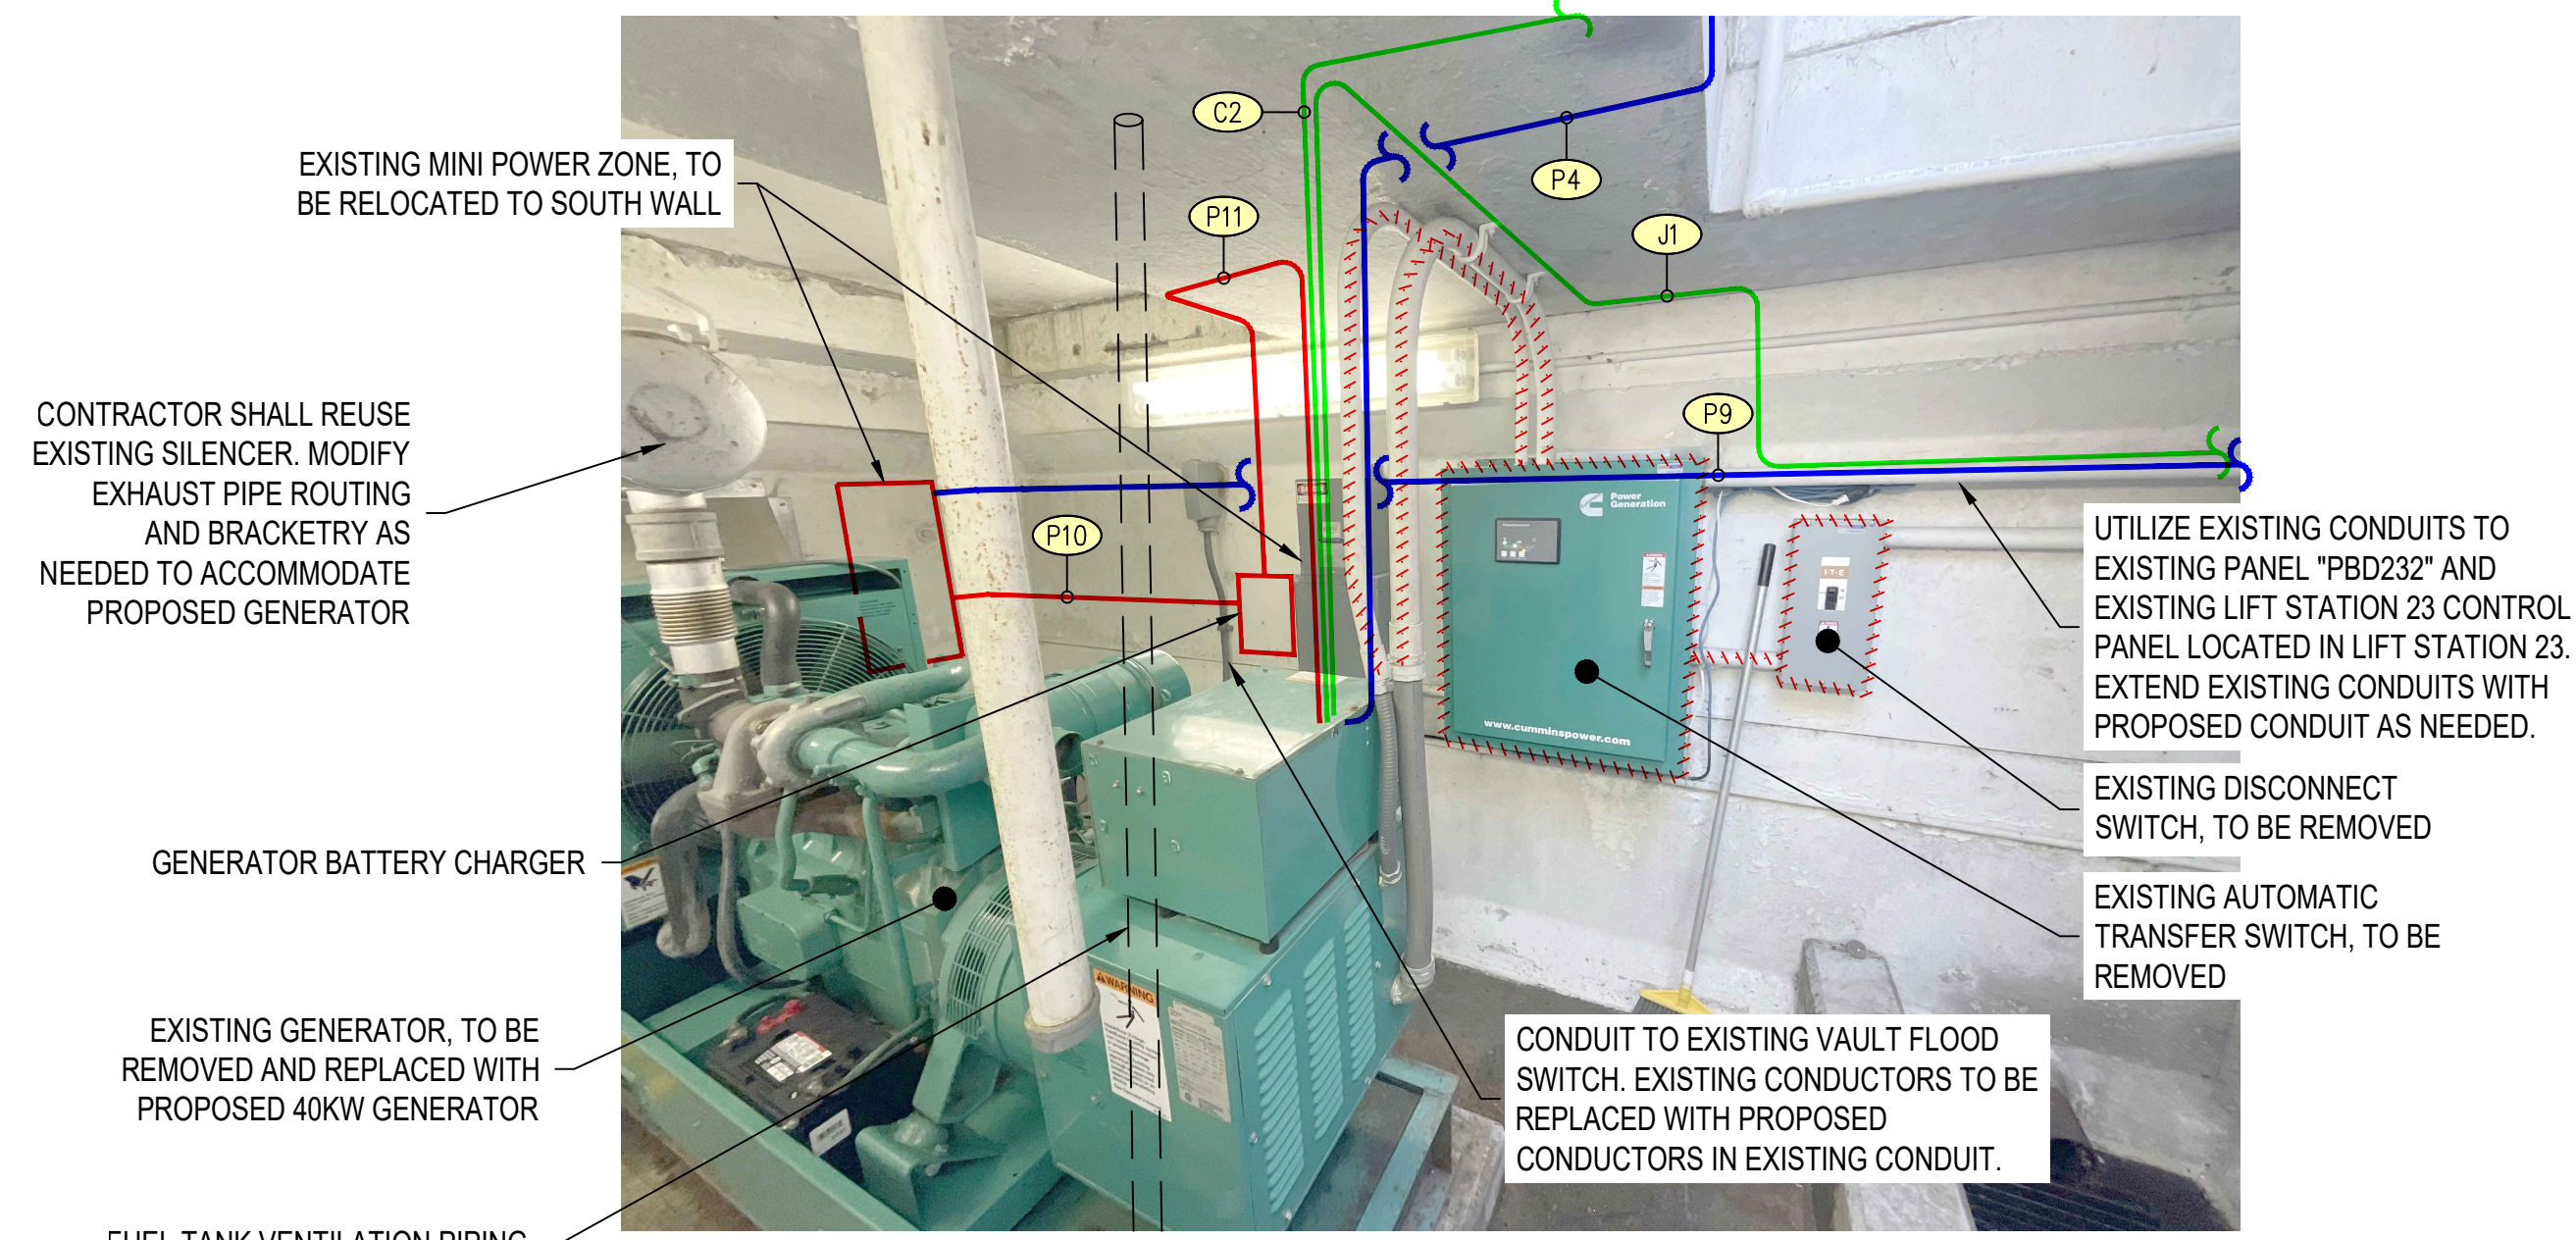 C2
P4
EXISTING MINI POWER ZONE, TO
BE RELOCATED TO SOUTH WALL
P11
J1
CONTRACTOR SHALL REUSE
EXISTING SILENCER. MODIFY
EXHAUST PIPE ROUTING
AND BRACKETRY AS
NEEDED TO ACCOMMODATE
PROPOSED GENERATOR
P9
P10
Power
Generation
I-T-E
www.cumminspower.com
UTILIZE EXISTING CONDUITS TO
EXISTING PANEL "PBD232" AND
EXISTING LIFT STATION 23 CONTROL
PANEL LOCATED IN LIFT STATION 23.
EXTEND EXISTING CONDUITS WITH
PROPOSED CONDUIT AS NEEDED.
EXISTING DISCONNECT
SWITCH, TO BE REMOVED
GENERATOR BATTERY CHARGER
EXISTING AUTOMATIC
TRANSFER SWITCH, TO BE
REMOVED
WARNING
EXISTING GENERATOR, TO BE
REMOVED AND REPLACED WITH
PROPOSED 40KW GENERATOR
CONDUIT TO EXISTING VAULT FLOOD
SWITCH. EXISTING CONDUCTORS TO BE
REPLACED WITH PROPOSED
CONDUCTORS IN EXISTING CONDUIT.
FUEL TANK VENTILATION PIPING